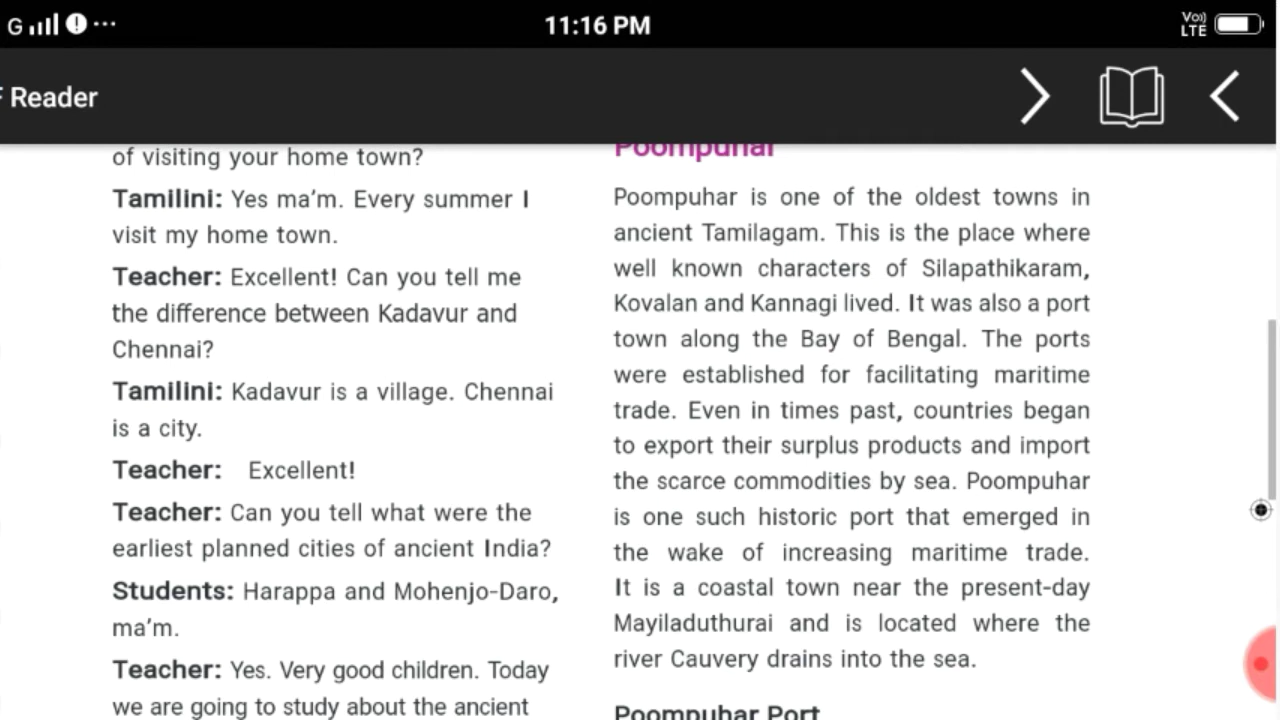 G
11:16 PM
Vo))
LTE
Reader
of visiting your home town?
Tamilini: Yes ma'm. Every summer I
visit my home town.
Teacher: Excellent! Can you tell me
the difference between Kadavur and
Chennai?
Tamilini: Kadavur is a village. Chennai
is a city.
Teacher: Excellent!
Teacher: Can you tell what were the
earliest planned cities of ancient India?
Students: Harappa and Mohenjo-Daro,
ma'm.
Teacher: Yes. Very good children. Today
we are going to study about the ancient
Poompuhar
Poompuhar is one of the oldest towns in
ancient Tamilagam. This is the place where
well known characters of Silapathikaram,
Kovalan and Kannagi lived. It was also a port
town along the Bay of Bengal. The ports
were established for facilitating maritime
trade. Even in times past, countries began
to export their surplus products and import
the scarce commodities by sea. Poompuhar
is one such historic port that emerged in
the wake of increasing maritime trade.
It is a coastal town near the present-day
Mayiladuthurai and is located where the
river Cauvery drains into the sea.
Poompuhar Port